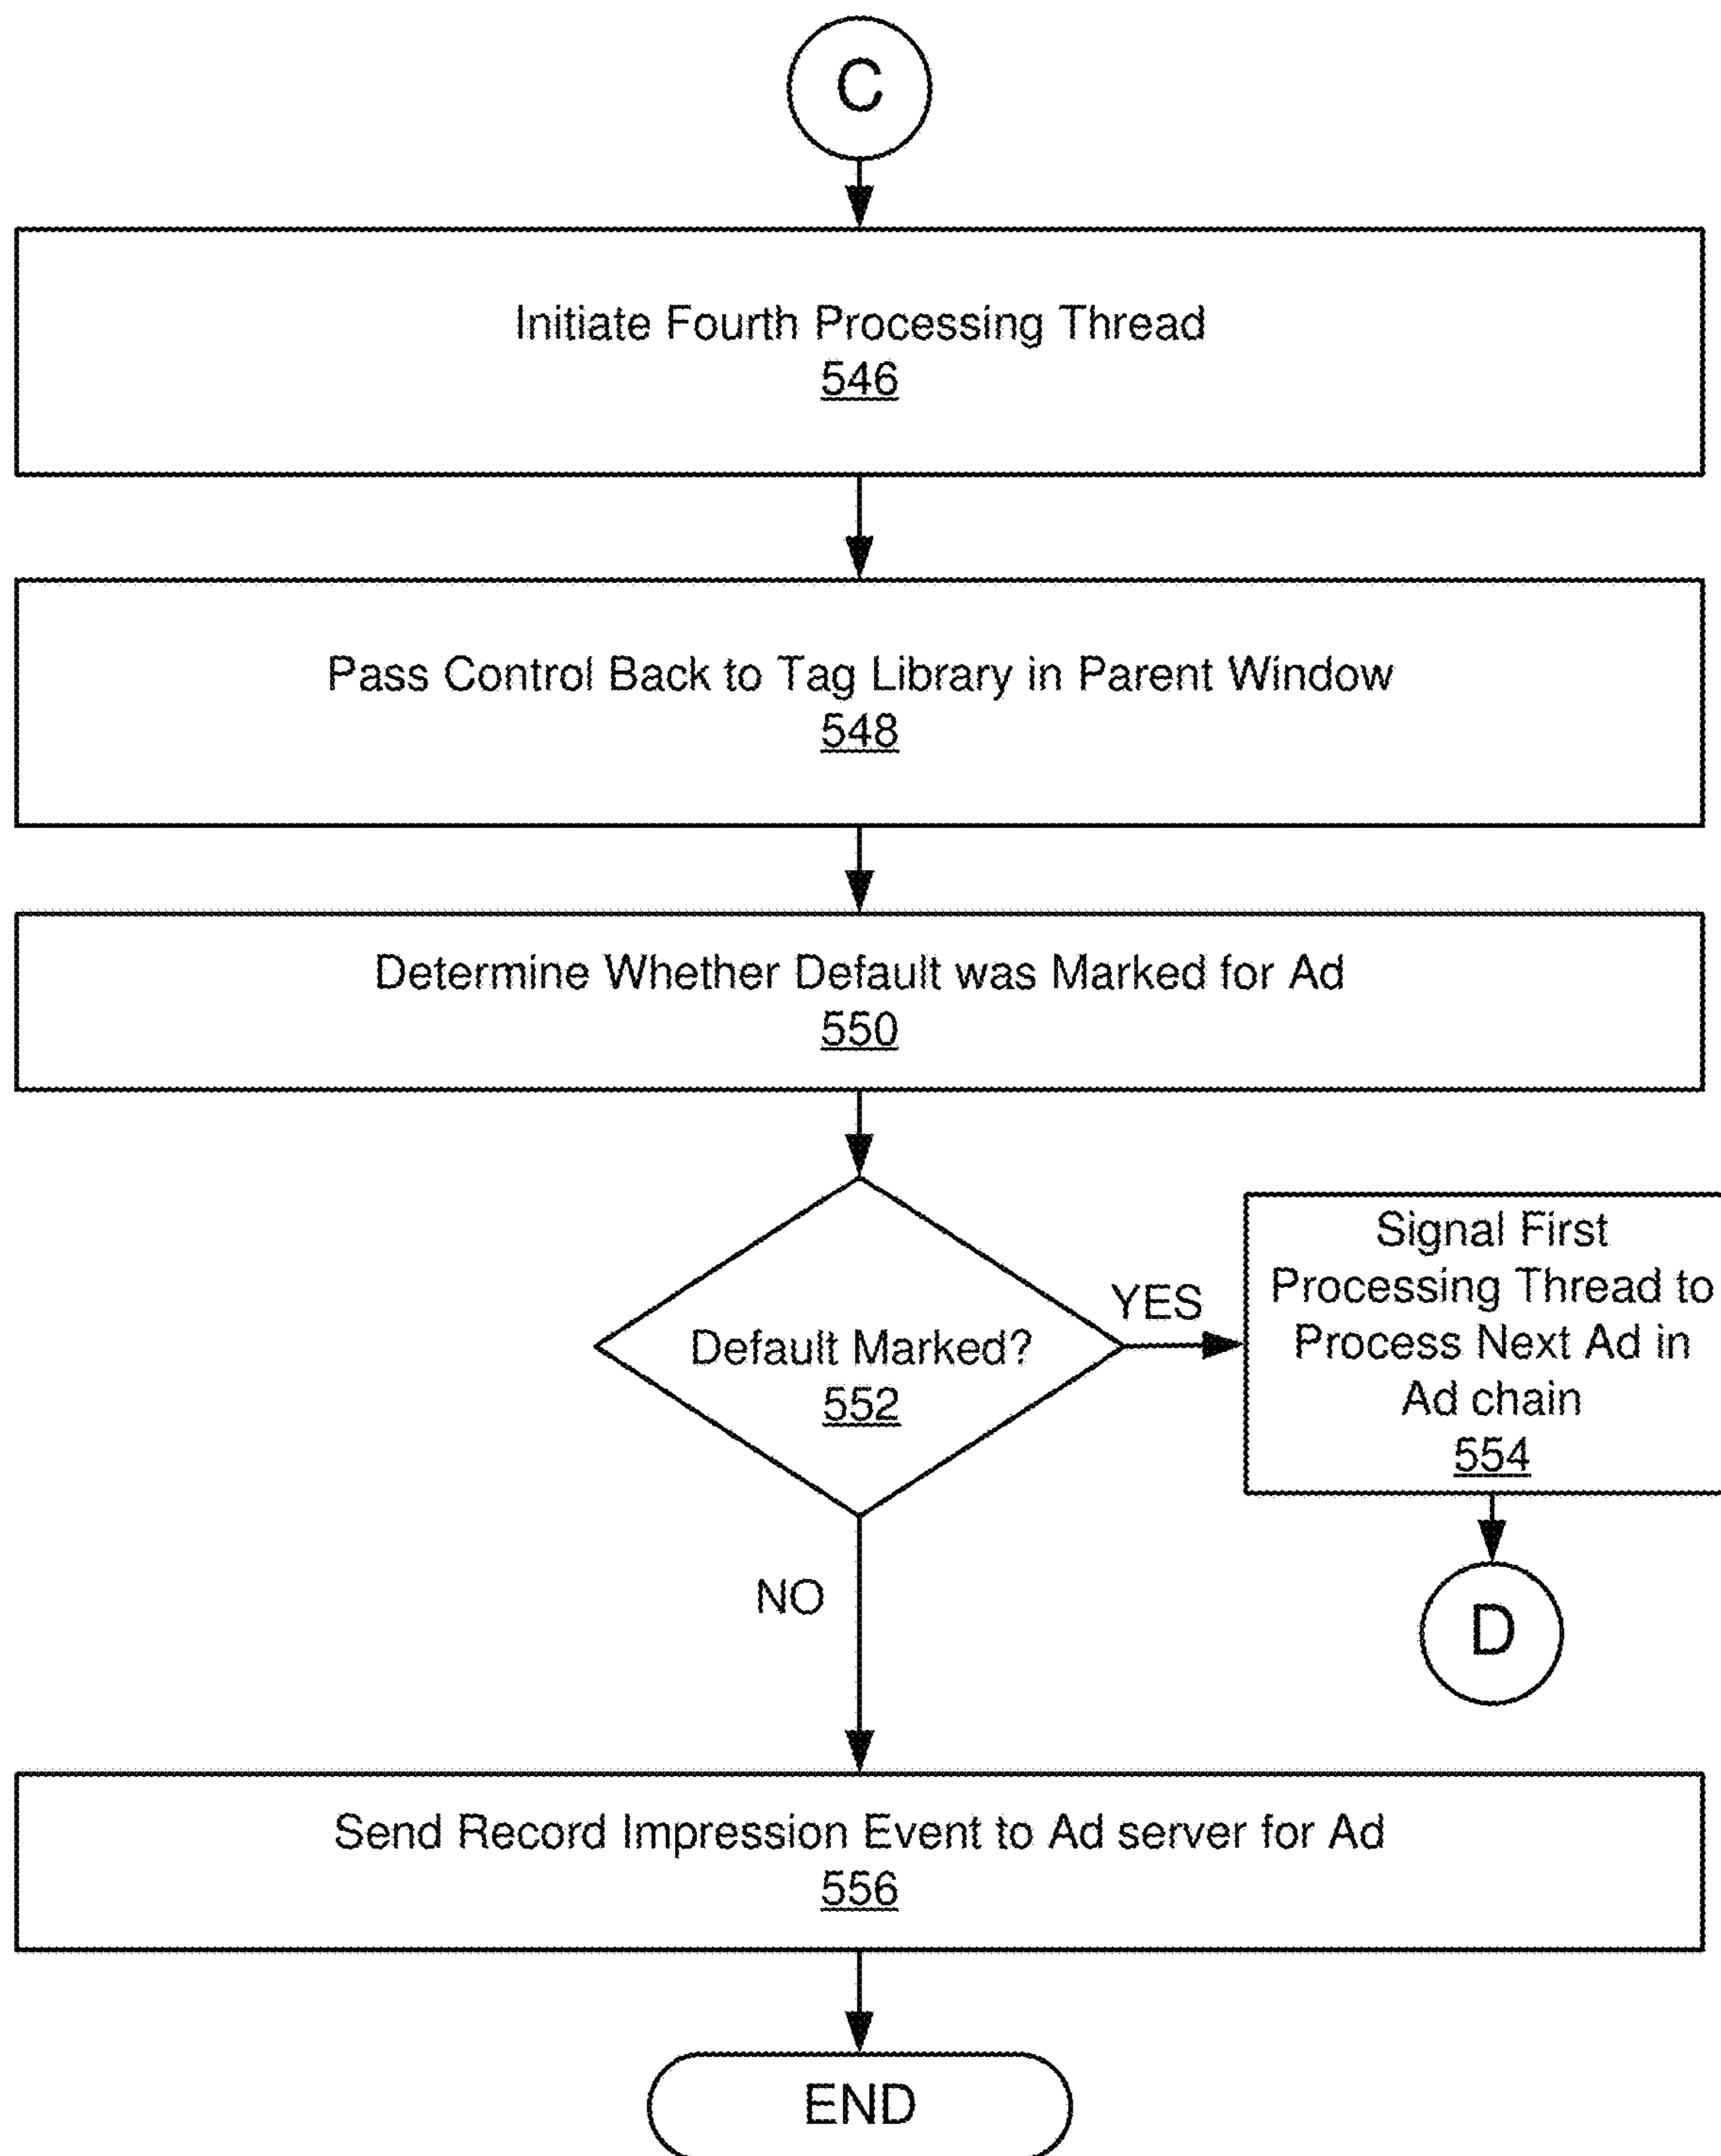 C
Initiate Fourth Processing Thread
546
Pass Control Back to Tag Library in Parent Window
548
Determine Whether Default was Marked for Ad
550
Default Marked?
552
YES
Signal First
Processing Thread to
Process Next Ad in
Ad chain
554
D
NO
Send Record Impression Event to Ad server for Ad
556
END